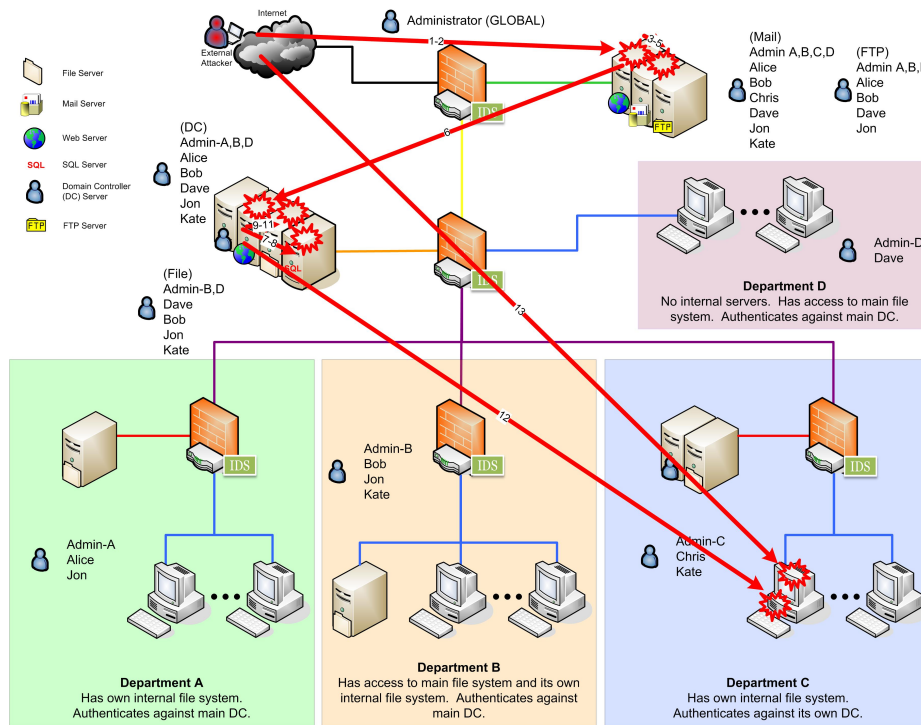 Internet
External
Attacker
Administrator (GLOBAL)
1-2
3-5
(Mail)
Admin A,B,C,D
Alice
Bob
Chris
Dave
Jon
Kate
(FTP)
Alice
Bob
Dave
Jon
File Server
Mail Server
Web Server
SQL
SQL Server
Domain Controller
(DC) Server
FTP
FTP Server
IDS
FTP
6
(DC)
Admin-A,B,D
Alice
Bob
Dave
Jon
Kate
9-11
7-8
SQL
IDS
(File)
Admin-B,D
Dave
Bob
Jon
Kate
Admin-D
Dave
Department D
No internal servers. Has access to main file
system. Authenticates against main DC.
13
12
IDS
Admin-A
Alice
Jon
Department A
Has own internal file system.
Authenticates against main DC.
IDS
Admin-B
Bob
Jon
Kate
Department B
Has access to main file system and its own
internal file system. Authenticates against
main DC.
IDS
Admin-C
Chris
Kate
Department C
Has own internal file system.
Authenticates against its own DC.